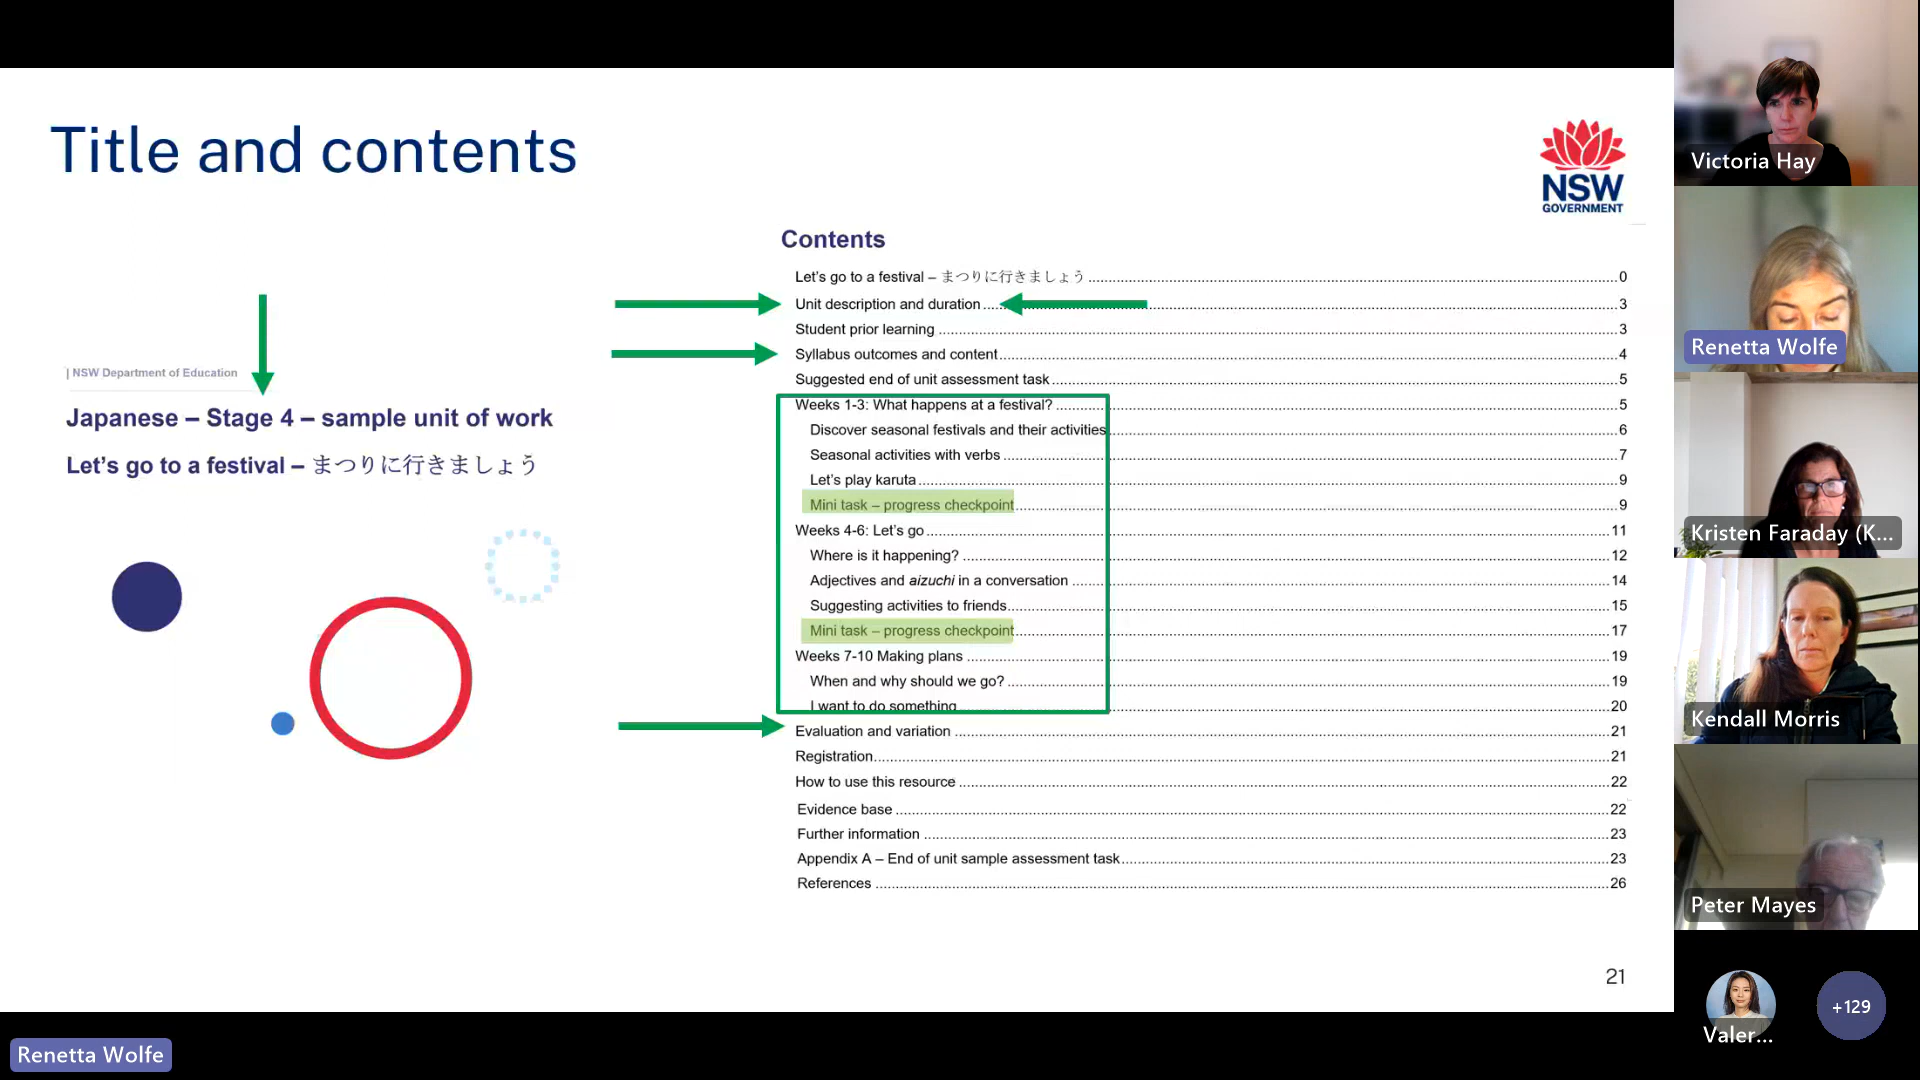 Title and contents
NSW
GOVERNMENT
| NSW Department of Education
Japanese – Stage 4 – sample unit of work
Let's go to a festival – まつりに行きましょう
Contents
Let's go to a festival – まつりに行きましょう ........ 0
Unit description and duration ........ 3
Student prior learning ........ 3
Syllabus outcomes and content ........ 4
Suggested end of unit assessment task ........ 5
Weeks 1-3: What happens at a festival? ........ 5
Discover seasonal festivals and their activities ........ 6
Seasonal activities with verbs ........ 7
Let's play karuta ........ 9
Mini task – progress checkpoint ........ 9
Weeks 4-6: Let's go ........ 11
Where is it happening? ........ 12
Adjectives and aizuchi in a conversation ........ 14
Suggesting activities to friends ........ 15
Mini task – progress checkpoint ........ 17
Weeks 7-10 Making plans ........ 19
When and why should we go? ........ 19
I want to do something ........ 20
Evaluation and variation ........ 21
Registration ........ 21
How to use this resource ........ 22
Evidence base ........ 22
Further information ........ 23
Appendix A – End of unit sample assessment task ........ 23
References ........ 26
21
Victoria Hay
Renetta Wolfe
Kristen Faraday (K...
Kendall Morris
Peter Mayes
Valer...
+129
Renetta Wolfe